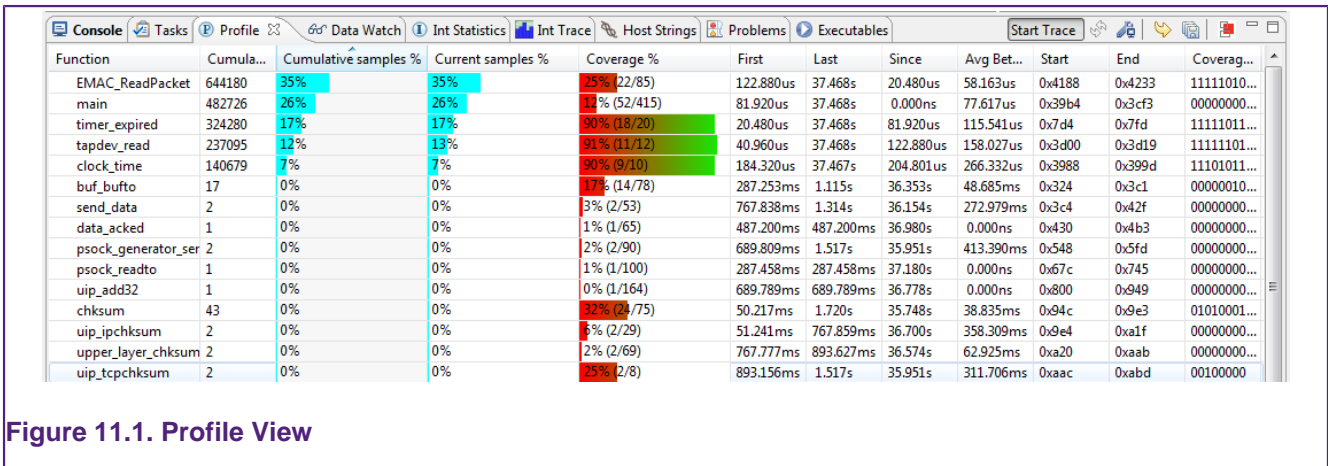 Console Tasks Profile Data Watch Int Statistics Int Trace Host Strings Problems Executables Start Trace
Function Cumula... Cumulative samples % Current samples % Coverage % First Last Since Avg Bet... Start End Coverag...
EMAC_ReadPacket 644180 35% 35% 25% (22/85) 122.880us 37.468s 20.480us 58.163us 0x4188 0x4233 11111010...
main 482726 26% 26% 12% (52/415) 81.920us 37.468s 0.000ns 77.617us 0x39b4 0x3cf3 00000000...
timer_expired 324280 17% 17% 90% (18/20) 20.480us 37.468s 81.920us 115.541us 0x7d4 0x7fd 11111011...
tapdev_read 237095 12% 13% 91% (11/12) 40.960us 37.468s 122.880us 158.027us 0x3d00 0x3d19 11111101...
clock_time 140679 7% 7% 90% (9/10) 184.320us 37.467s 204.801us 266.332us 0x3988 0x399d 11101011...
buf_bufto 17 0% 0% 17% (14/78) 287.253ms 1.115s 36.353s 48.685ms 0x324 0x3c1 00000010...
send_data 2 0% 0% 3% (2/53) 767.838ms 1.314s 36.154s 272.979ms 0x3c4 0x42f 00000000...
data_acked 1 0% 0% 1% (1/65) 487.200ms 487.200ms 36.980s 0.000ns 0x430 0x4b3 00000000...
psock_generator_ser 2 0% 0% 2% (2/90) 689.809ms 1.517s 35.951s 413.390ms 0x548 0x5fd 00000000...
psock_readto 1 0% 0% 1% (1/100) 287.458ms 287.458ms 37.180s 0.000ns 0x67c 0x745 00000000...
uip_add32 1 0% 0% 0% (1/164) 689.789ms 689.789ms 36.778s 0.000ns 0x800 0x949 00000000...
chksum 43 0% 0% 32% (24/75) 50.217ms 1.720s 35.748s 38.835ms 0x94c 0x9e3 01010001...
uip_ipchksum 2 0% 0% 6% (2/29) 51.241ms 767.859ms 36.700s 358.309ms 0x9e4 0xa1f 00000000...
upper_layer_chksum 2 0% 0% 2% (2/69) 767.777ms 893.627ms 36.574s 62.925ms 0xa20 0xaab 00000000...
uip_tcpchksum 2 0% 0% 25% (2/8) 893.156ms 1.517s 35.951s 311.706ms 0xaac 0xabd 00100000
Figure 11.1. Profile View